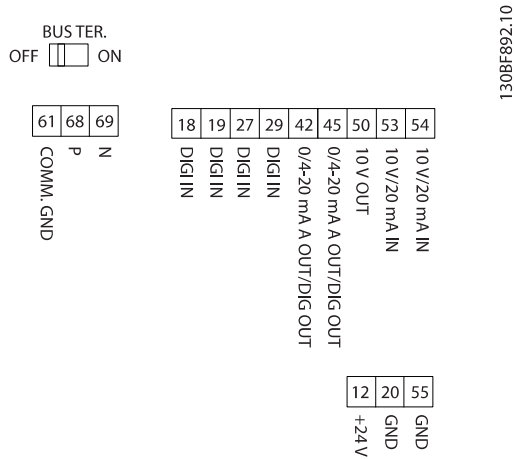 130BF892.10
BUS TER.
OFF ON
61 68 69
COMM. GND
P
N
18 19 27 29 42 45 50 53 54
DIGI IN
DIGI IN
DIGI IN
DIGI IN
0/4-20 mA A OUT/DIG OUT
0/4-20 mA A OUT/DIG OUT
10 V OUT
10 V/20 mA IN
10 V/20 mA IN
12 20 55
+24 V
GND
GND